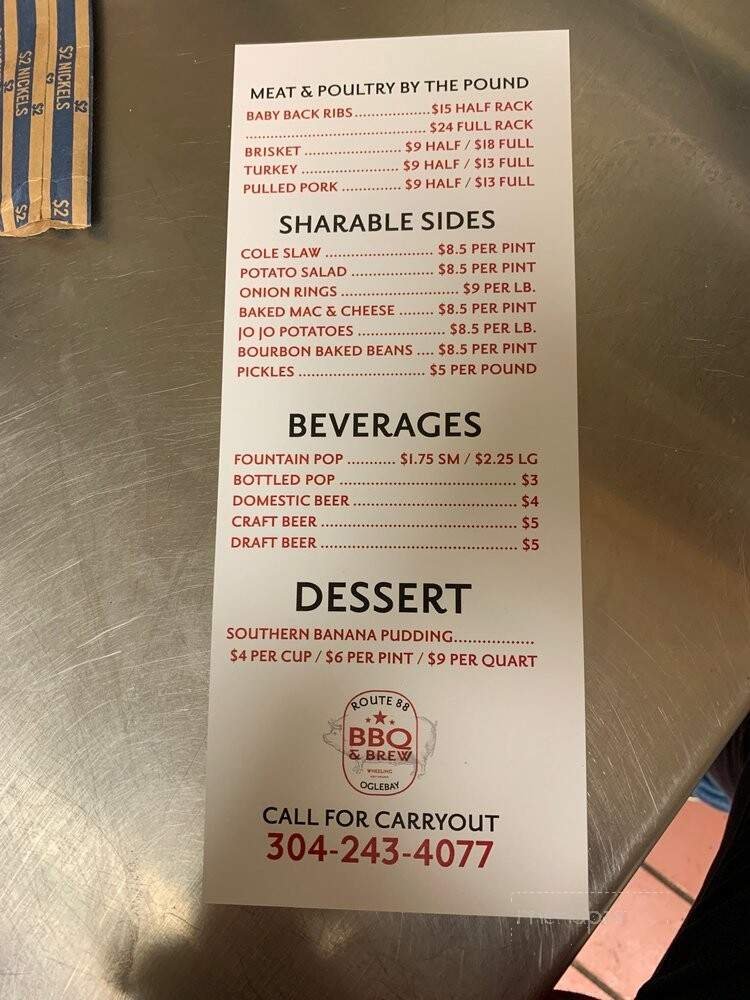 $2 NICKELS $2
$2 NICKELS $2
$2
$2
MEAT & POULTRY BY THE POUND
BABY BACK RIBS..................$15 HALF RACK
.......................................... $24 FULL RACK
BRISKET ...................... $9 HALF / $18 FULL
TURKEY ...................... $9 HALF / $13 FULL
PULLED PORK ............. $9 HALF / $13 FULL
SHARABLE SIDES
COLE SLAW ........................ $8.5 PER PINT
POTATO SALAD .................. $8.5 PER PINT
ONION RINGS .......................... $9 PER LB.
BAKED MAC & CHEESE ........ $8.5 PER PINT
JO JO POTATOES .................... $8.5 PER LB.
BOURBON BAKED BEANS .... $8.5 PER PINT
PICKLES ............................ $5 PER POUND
BEVERAGES
FOUNTAIN POP ........... $1.75 SM / $2.25 LG
BOTTLED POP ........................................ $3
DOMESTIC BEER ..................................... $4
CRAFT BEER ............................................ $5
DRAFT BEER ............................................ $5
DESSERT
SOUTHERN BANANA PUDDING.................
$4 PER CUP / $6 PER PINT / $9 PER QUART
ROUTE 88
BBQ
& BREW
WHEELING
OGLEBAY
CALL FOR CARRYOUT
304-243-4077